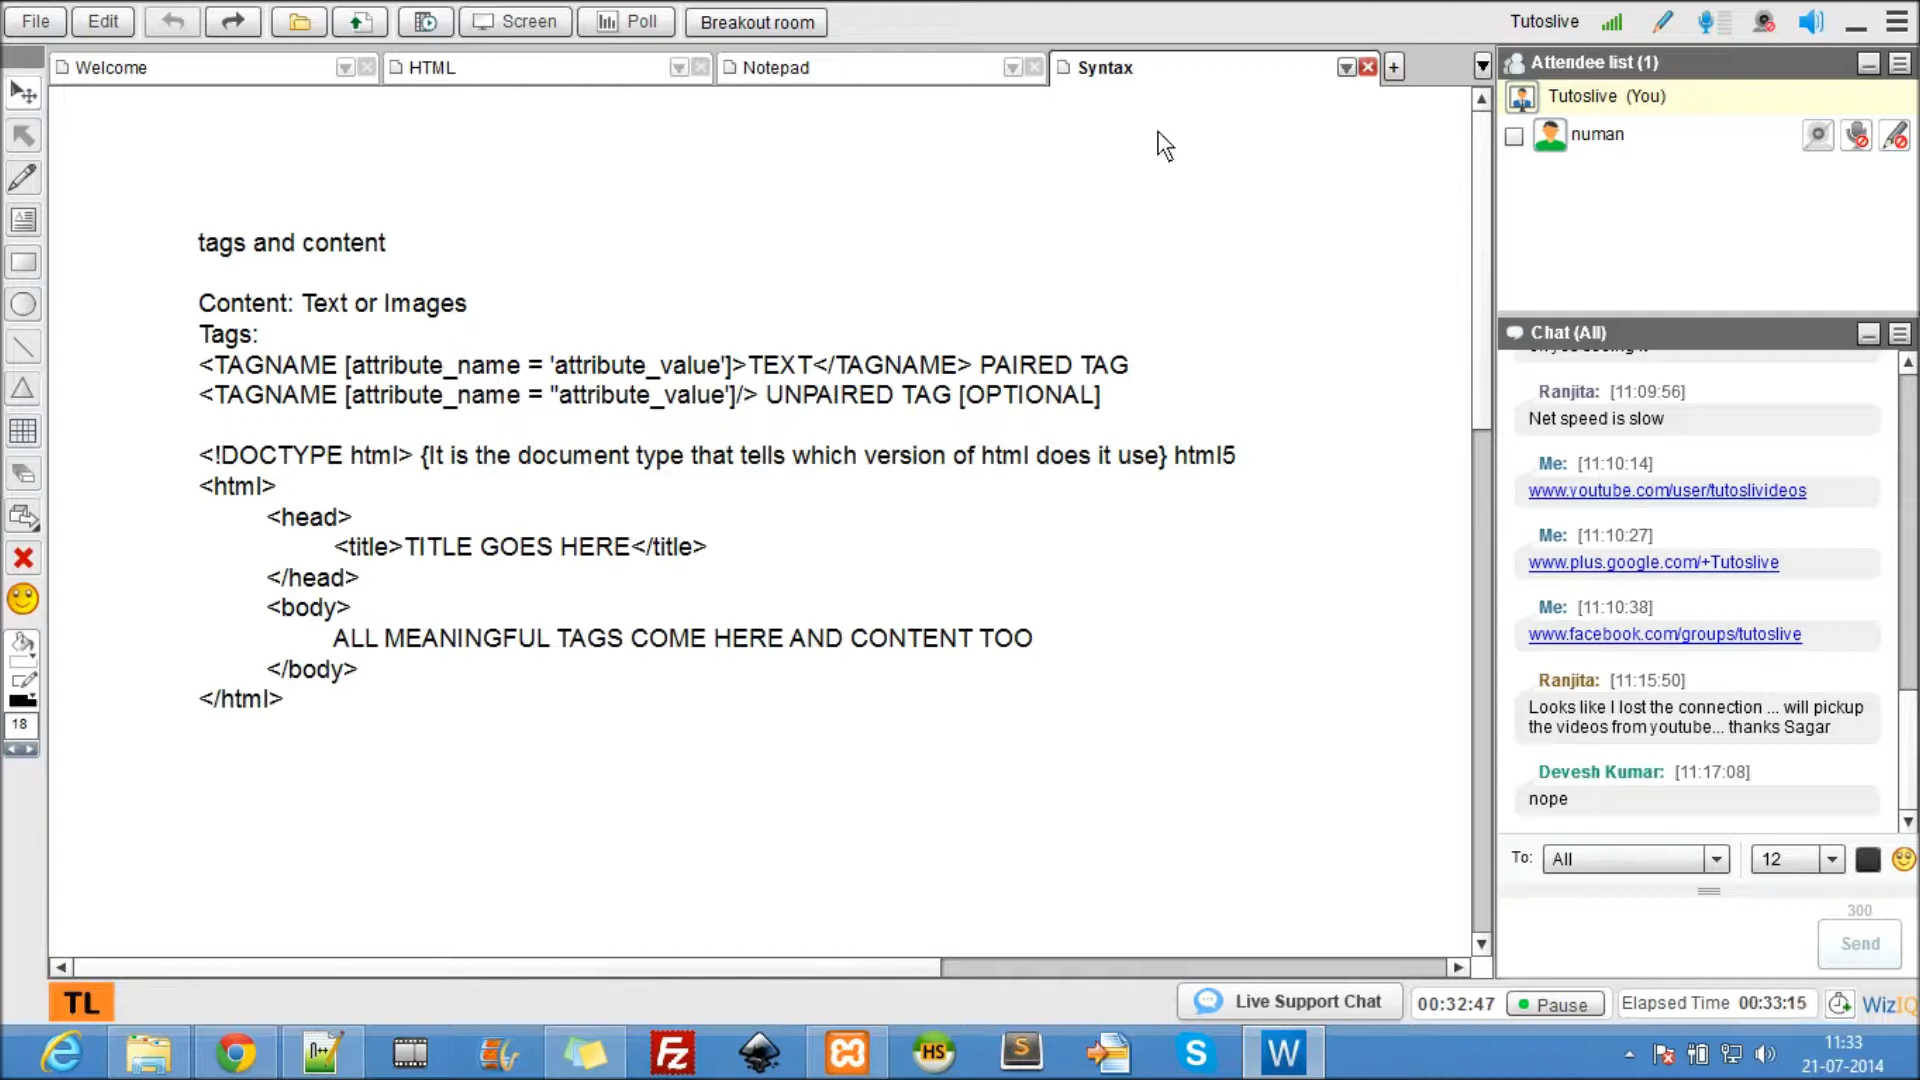 File Edit Screen Poll Breakout room Tutoslive
Welcome HTML Notepad Syntax
tags and content
Content: Text or Images
Tags:
<TAGNAME [attribute_name = 'attribute_value']>TEXT</TAGNAME> PAIRED TAG
<TAGNAME [attribute_name = "attribute_value']/> UNPAIRED TAG [OPTIONAL]
<!DOCTYPE html> {It is the document type that tells which version of html does it use} html5
<html>
<head>
<title>TITLE GOES HERE</title>
</head>
<body>
ALL MEANINGFUL TAGS COME HERE AND CONTENT TOO
</body>
</html>
18
Attendee list (1)
Tutoslive (You)
numan
Chat (All)
Ranjita: [11:09:56]
Net speed is slow
Me: [11:10:14]
www.youtube.com/user/tutoslivideos
Me: [11:10:27]
www.plus.google.com/+Tutoslive
Me: [11:10:38]
www.facebook.com/groups/tutoslive
Ranjita: [11:15:50]
Looks like I lost the connection ... will pickup
the videos from youtube... thanks Sagar
Devesh Kumar: [11:17:08]
nope
To: All 12
300
Send
TL Live Support Chat 00:32:47 Pause Elapsed Time 00:33:15 WizIQ
n++ Fz HS S S W
11:33
21-07-2014